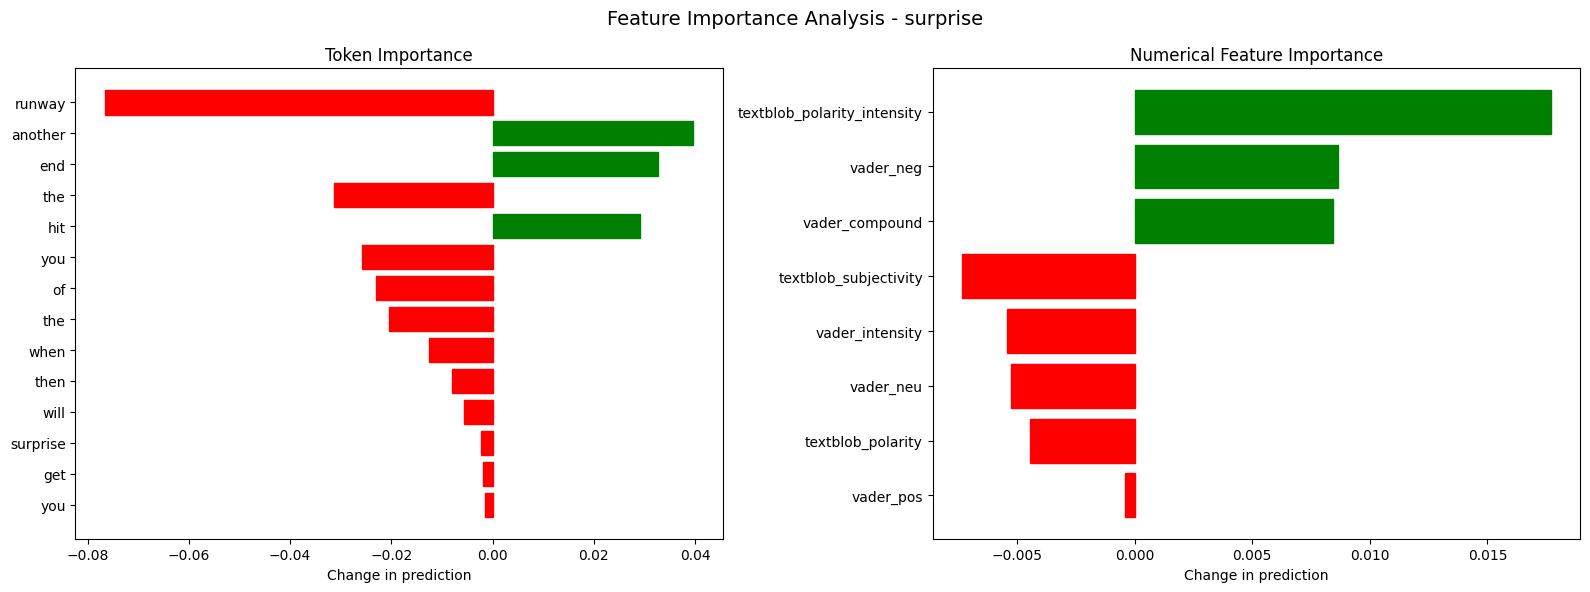 Feature Importance Analysis - surprise
Token Importance
runway
another
end
the
hit
you
of
the
when
then
will
surprise
get
you
−0.08 −0.06 −0.04 −0.02 0.00 0.02 0.04
Change in prediction
Numerical Feature Importance
textblob_polarity_intensity
vader_neg
vader_compound
textblob_subjectivity
vader_intensity
vader_neu
textblob_polarity
vader_pos
−0.005 0.000 0.005 0.010 0.015
Change in prediction